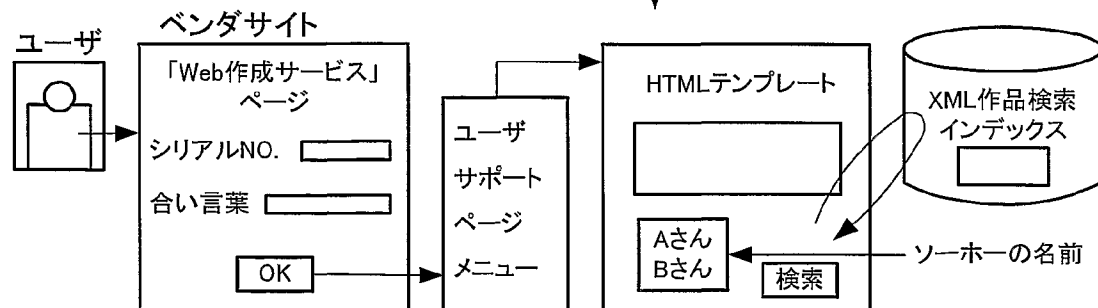 ユーザ
ベンダサイト
「Web作成サービス」
ページ
シリアルNO.
合い言葉
OK
ユーザ
サポート
ページ
メニュー
HTMLテンプレート
Aさん
Bさん
検索
XML作品検索
インデックス
ソーホーの名前